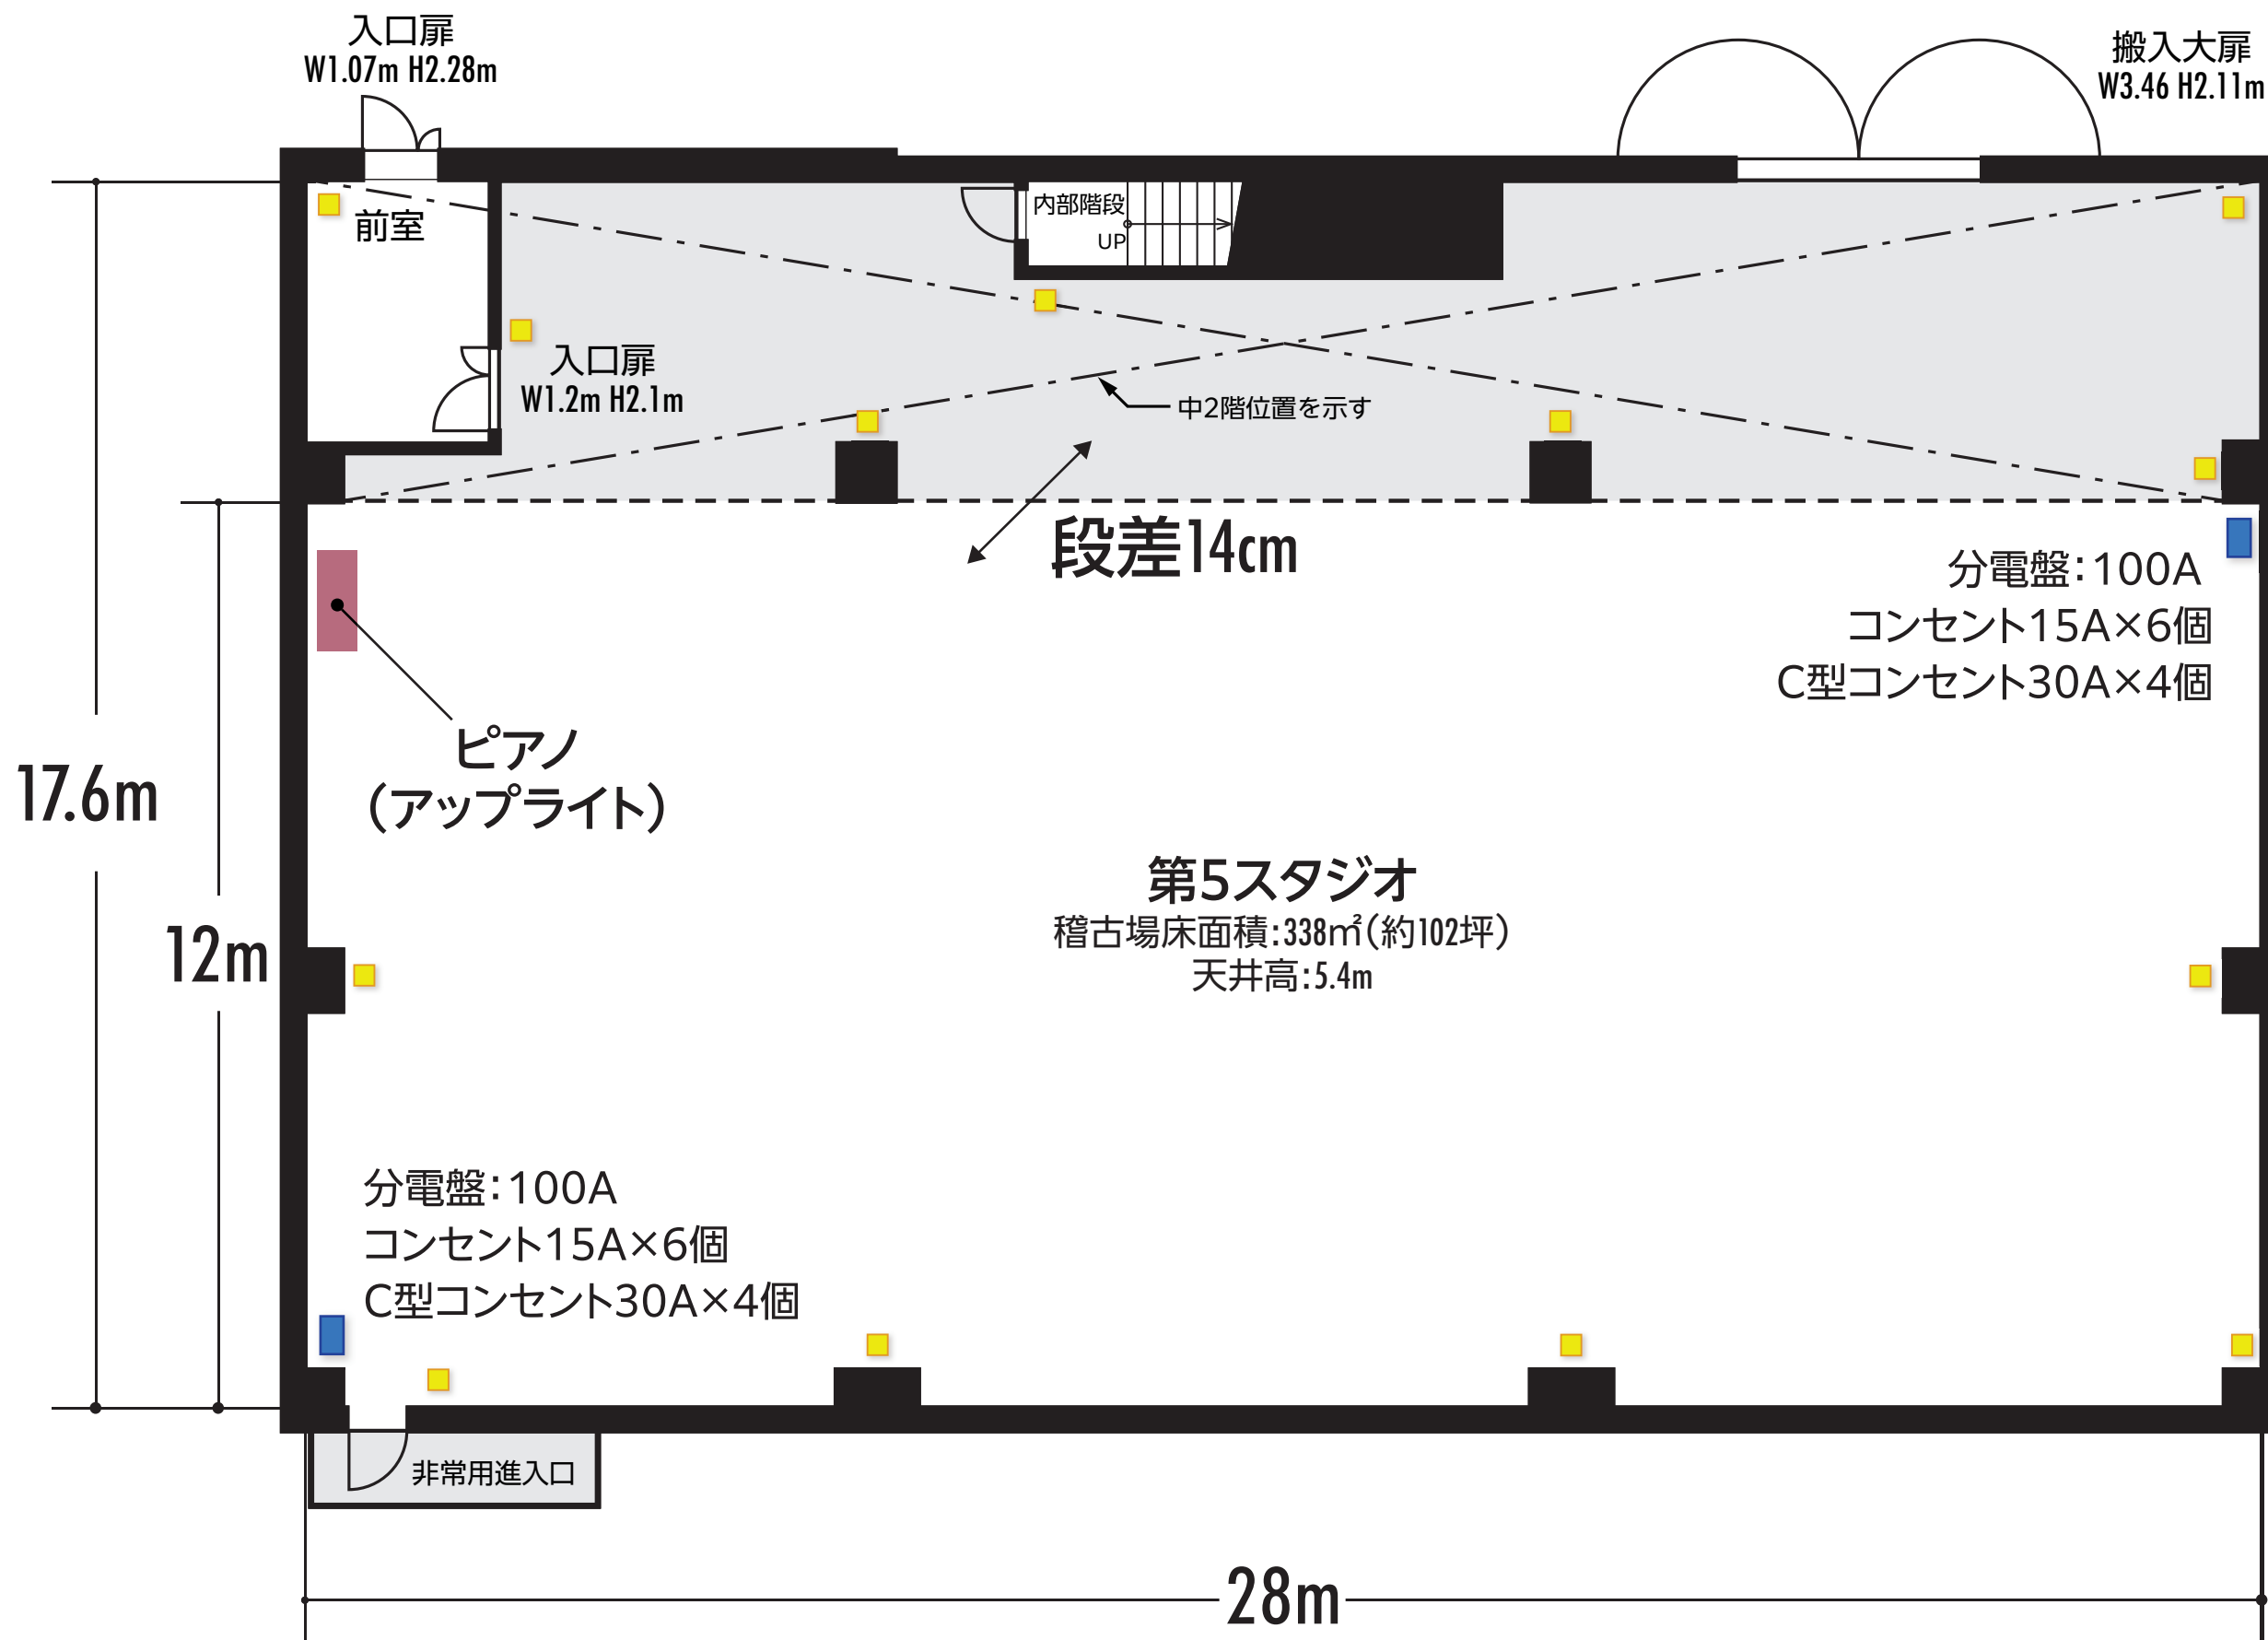 入口扉
W1.07m H2.28m
搬入大扉
W3.46 H2.11m
前室
内部階段
UP
入口扉
W1.2m H2.1m
中2階位置を示す
段差14cm
分電盤：100A
コンセント15A×6個
C型コンセント30A×4個
ピアノ
（アップライト）
17.6m
12m
第5スタジオ
稽古場床面積：338㎡（約102坪）
天井高：5.4m
分電盤：100A
コンセント15A×6個
C型コンセント30A×4個
非常用進入口
28m